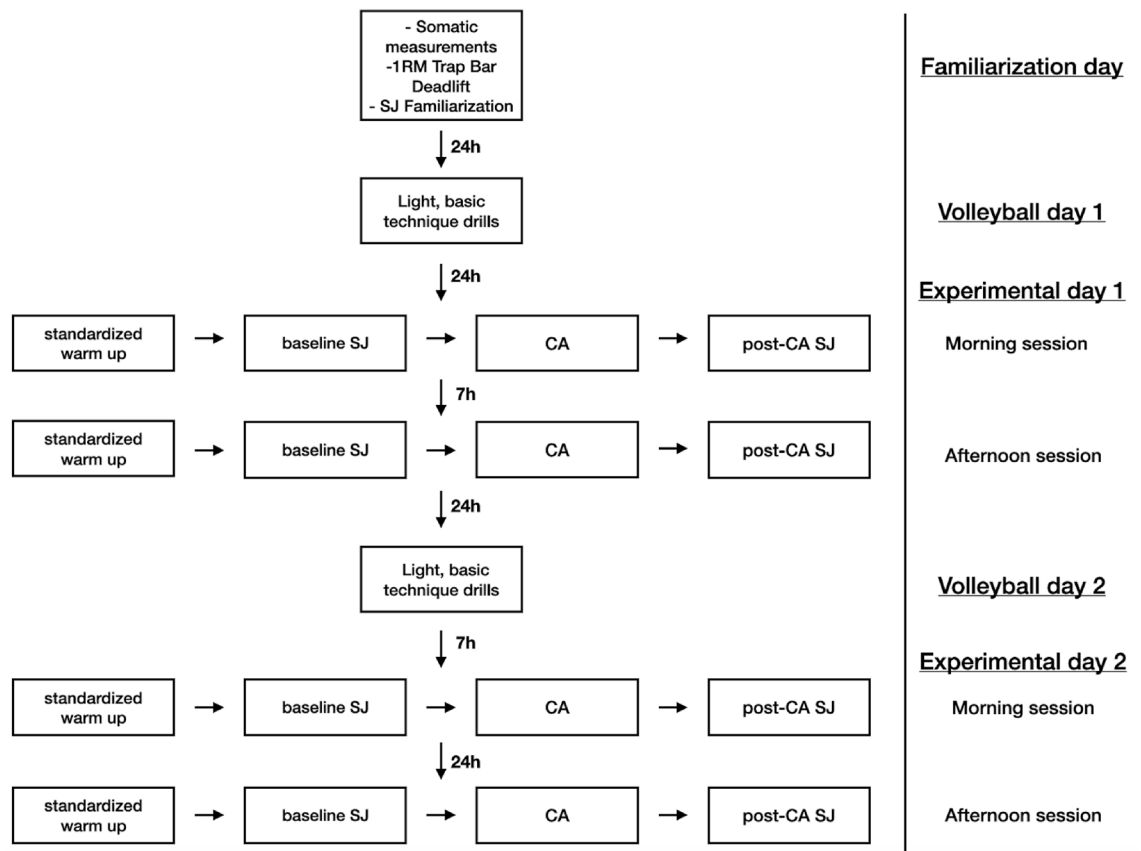 - Somatic
measurements
-1RM Trap Bar
Deadlift
- SJ Familiarization
Familiarization day
24h
Light, basic
technique drills
Volleyball day 1
24h
Experimental day 1
standardized
warm up
baseline SJ
CA
post-CA SJ
Morning session
7h
standardized
warm up
baseline SJ
CA
post-CA SJ
Afternoon session
24h
Light, basic
technique drills
Volleyball day 2
7h
Experimental day 2
standardized
warm up
baseline SJ
CA
post-CA SJ
Morning session
24h
standardized
warm up
baseline SJ
CA
post-CA SJ
Afternoon session